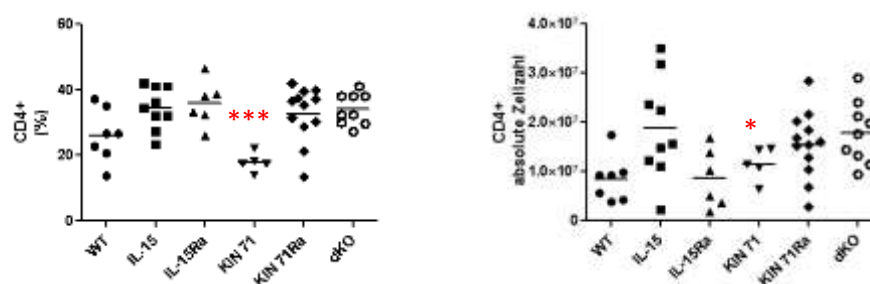 CD4+
(%)
60
40
20
0
***
WT
IL-15
IL-15Ra
KIN 71
KIN 71Ra
dKO
CD4+
absolute Zellzahl
4.0×10⁷
3.0×10⁷
2.0×10⁷
1.0×10⁷
0
*
WT
IL-15
IL-15Ra
KIN 71
KIN 71Ra
dKO